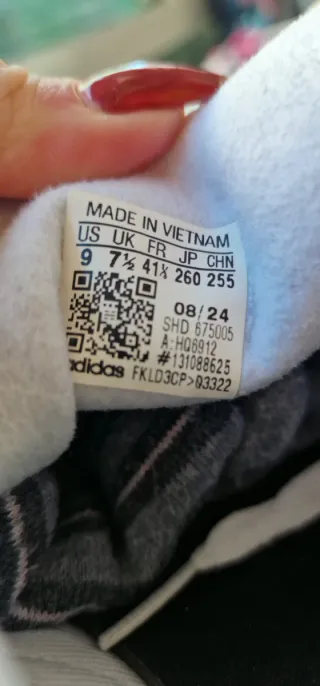 MADE IN VIETNAM
US UK FR JP CHN
9 7½ 41⅓ 260 255
08/24
SHD 675005
A:HQ6912
#131088625
adidas FKLD3CP>03322